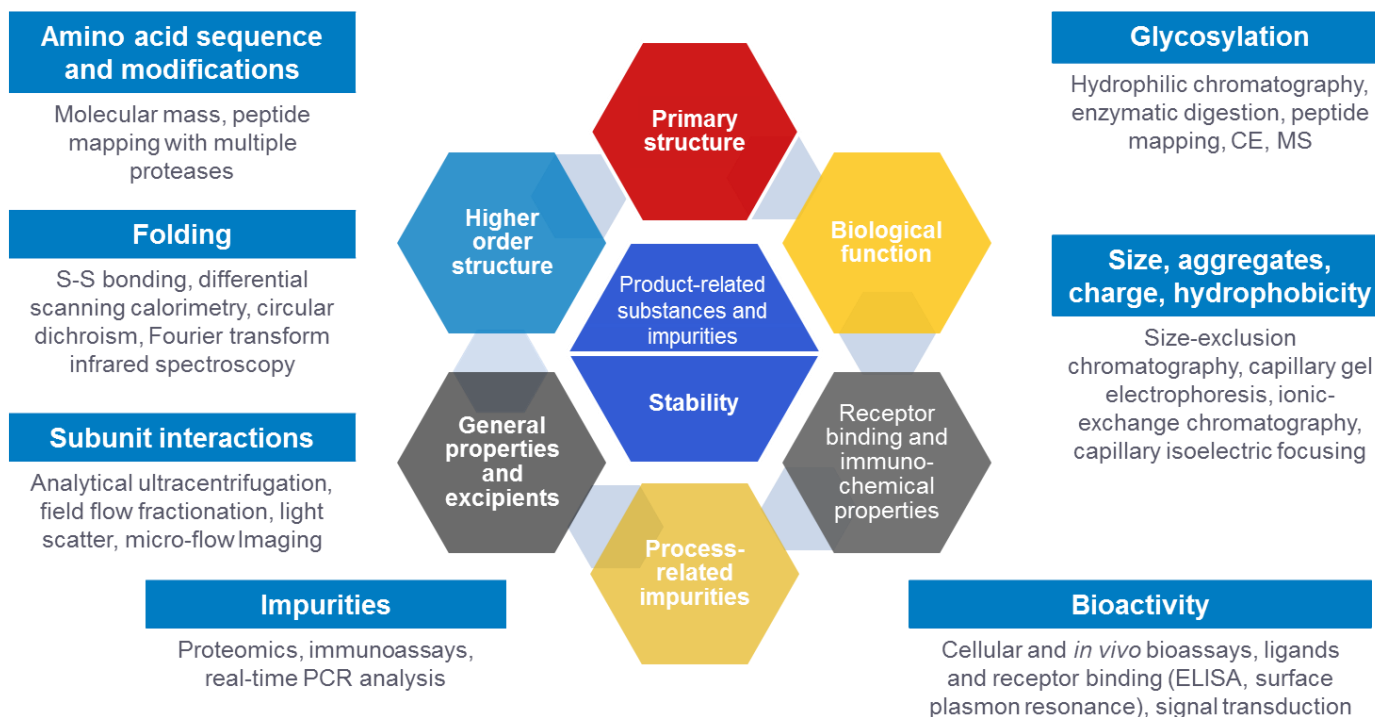 Amino acid sequence
and modifications
Molecular mass, peptide
mapping with multiple
proteases
Folding
S-S bonding, differential
scanning calorimetry, circular
dichroism, Fourier transform
infrared spectroscopy
Subunit interactions
Analytical ultracentrifugation,
field flow fractionation, light
scatter, micro-flow Imaging
Impurities
Proteomics, immunoassays,
real-time PCR analysis
Primary
structure
Higher
order
structure
Biological
function
Product-related
substances and
impurities
Stability
General
properties
and
excipients
Receptor
binding and
immuno-
chemical
properties
Process-
related
impurities
Glycosylation
Hydrophilic chromatography,
enzymatic digestion, peptide
mapping, CE, MS
Size, aggregates,
charge, hydrophobicity
Size-exclusion
chromatography, capillary gel
electrophoresis, ionic-
exchange chromatography,
capillary isoelectric focusing
Bioactivity
Cellular and in vivo bioassays, ligands
and receptor binding (ELISA, surface
plasmon resonance), signal transduction